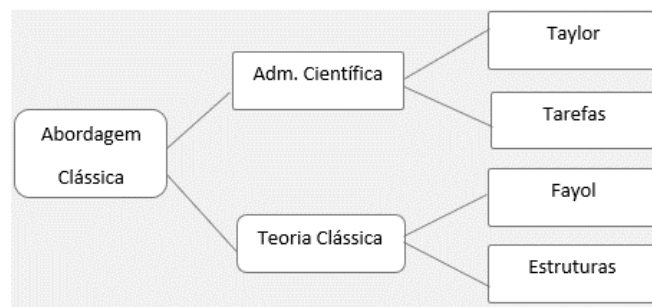 Abordagem
Clássica
Adm. Científica
Taylor
Tarefas
Teoria Clássica
Fayol
Estruturas